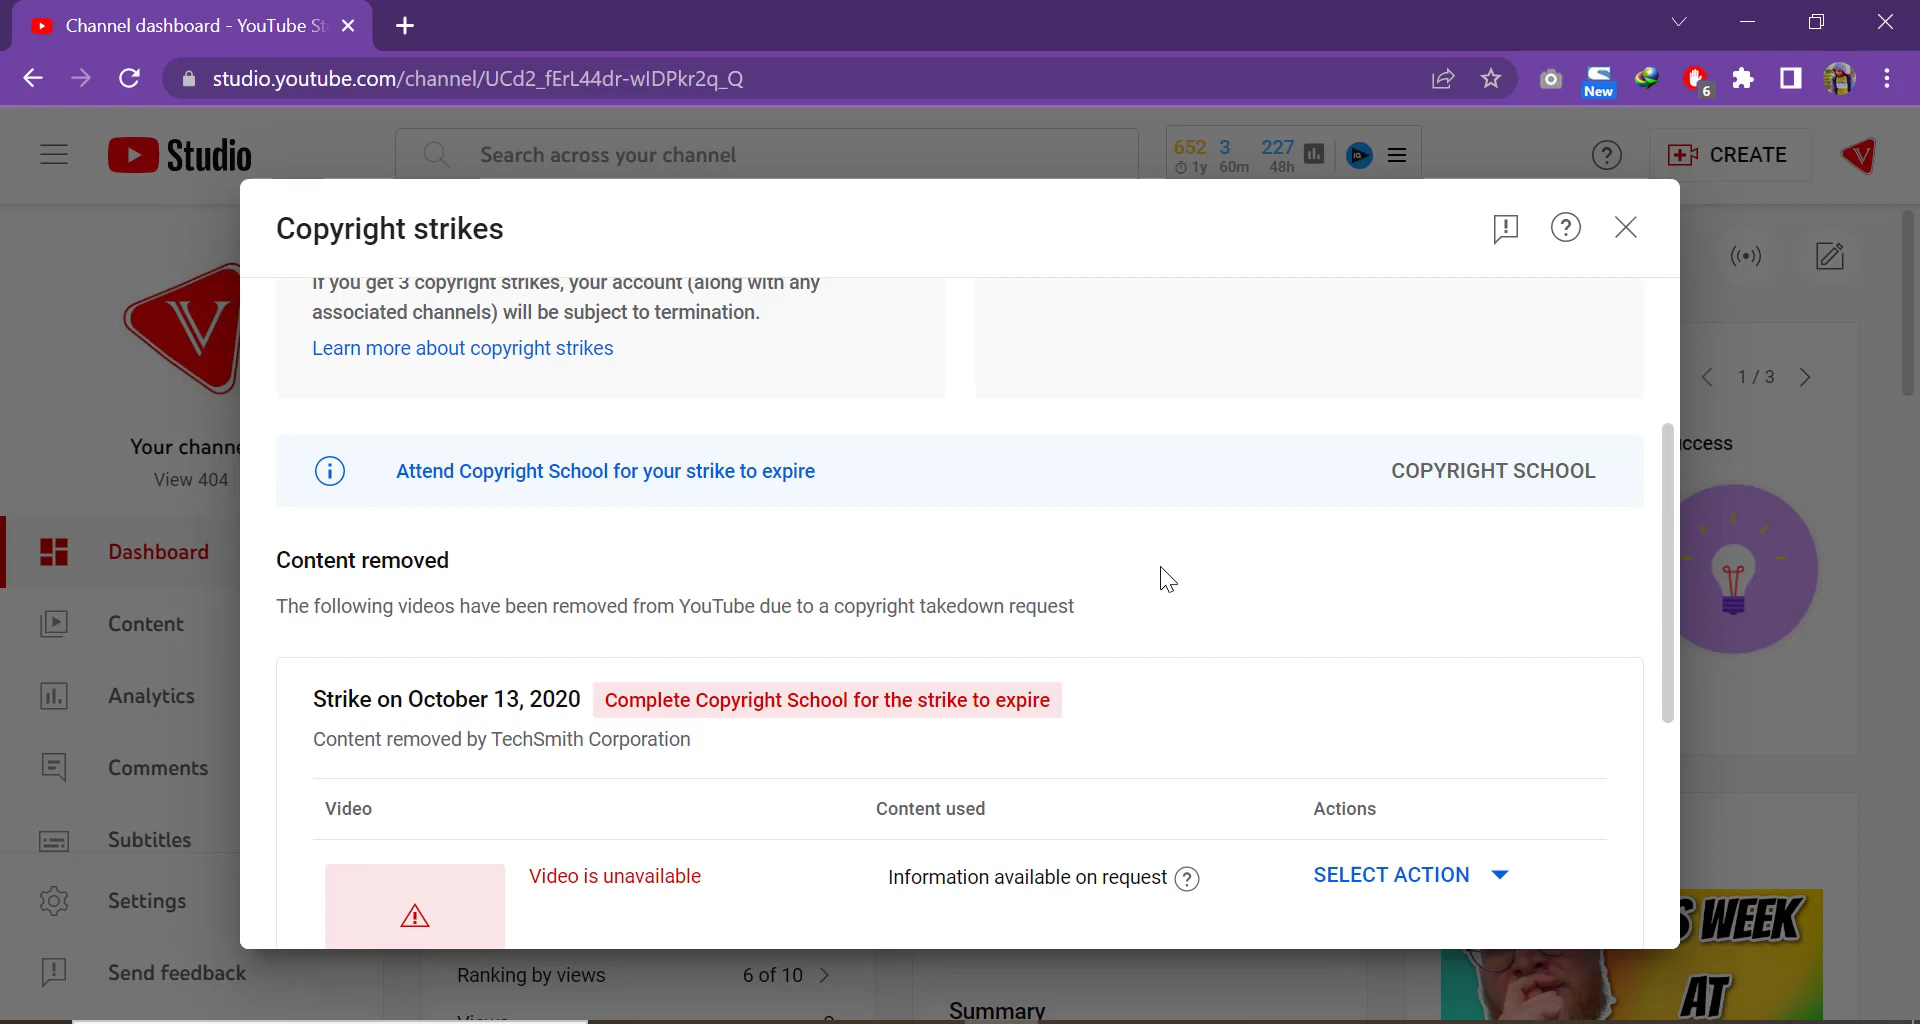 Channel dashboard - YouTube St
studio.youtube.com/channel/UCd2_fErL44dr-wIDPkr2q_Q
New
6
Studio
Search across your channel
652 3 227
1y 60m 48h
IQ
CREATE
Copyright strikes
If you get 3 copyright strikes, your account (along with any
associated channels) will be subject to termination.
Learn more about copyright strikes
1 / 3
Your channe
View 404
ccess
Attend Copyright School for your strike to expire
COPYRIGHT SCHOOL
Dashboard
Content
Analytics
Comments
Subtitles
Settings
Send feedback
Content removed
The following videos have been removed from YouTube due to a copyright takedown request
Strike on October 13, 2020 Complete Copyright School for the strike to expire
Content removed by TechSmith Corporation
Video Content used Actions
Video is unavailable Information available on request SELECT ACTION
Ranking by views 6 of 10
Summary
S WEEK
AT